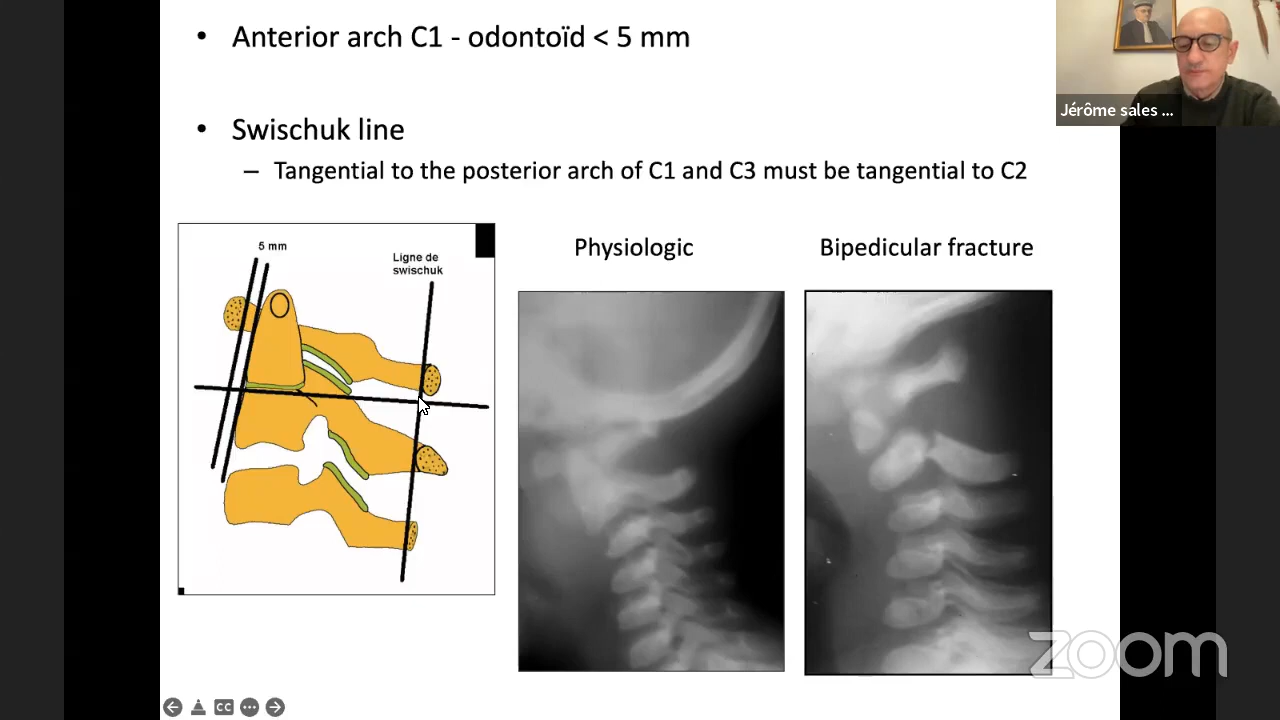 Anterior arch C1 - odontoïd < 5 mm
Swischuk line
– Tangential to the posterior arch of C1 and C3 must be tangential to C2
5 mm
Ligne de
swischuk
Physiologic
Bipedicular fracture
Jérôme sales ...
CC
zoom